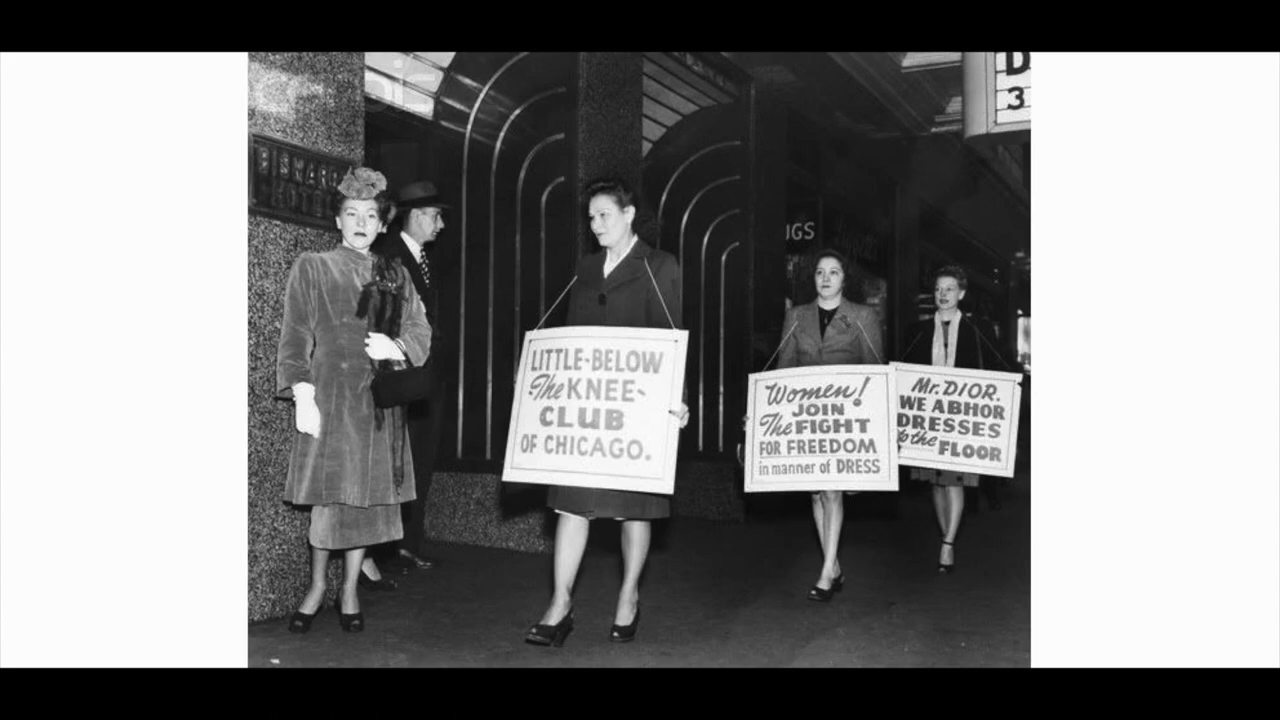 D
3
UGS
LITTLE-BELOW
The KNEE-
CLUB
OF CHICAGO.
Women!
JOIN
The FIGHT
FOR FREEDOM
in manner of DRESS
Mr. DIOR.
WE ABHOR
DRESSES
to the FLOOR